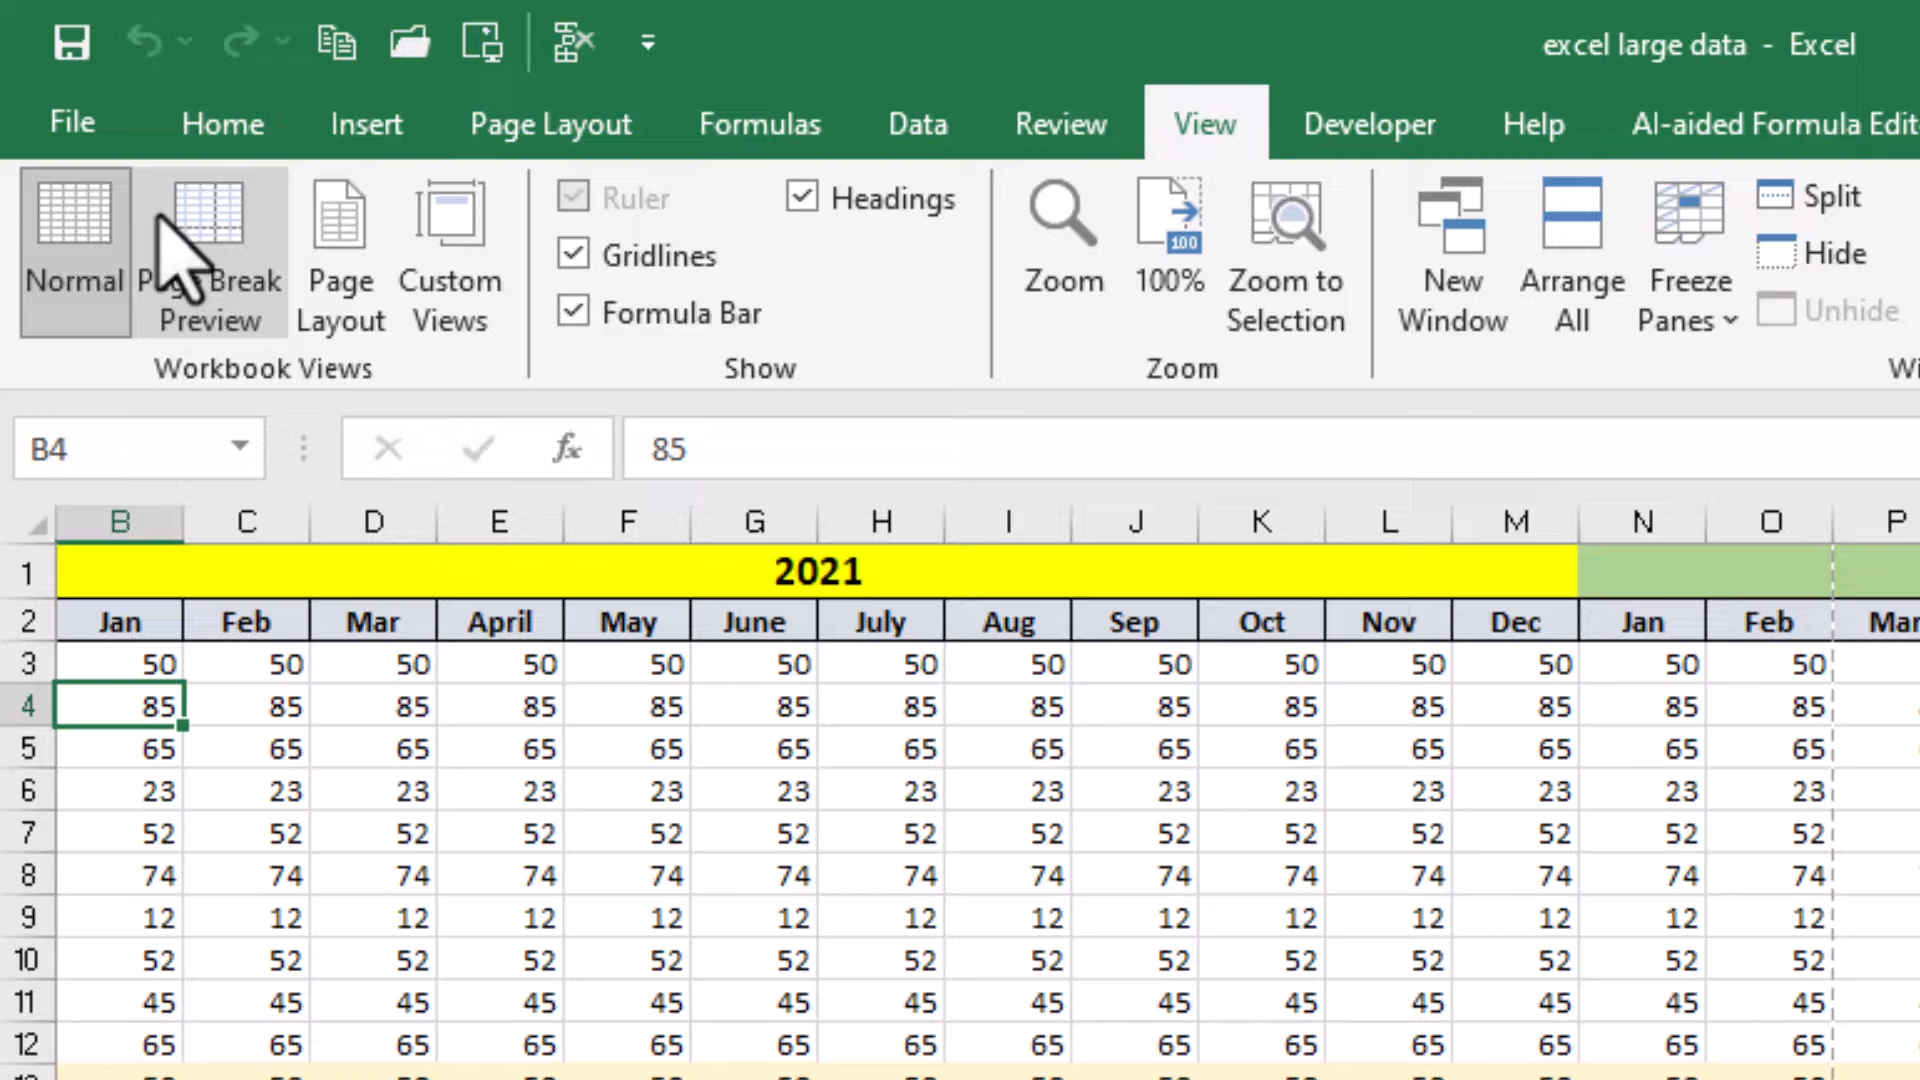 excel large data - Excel
File Home Insert Page Layout Formulas Data Review View Developer Help AI-aided Formula Edit
Normal Page Break Preview Page Layout Custom Views
Workbook Views
Ruler Headings
Gridlines
Formula Bar
Show
Zoom 100 100% Zoom to Selection
Zoom
New Window Arrange All Freeze Panes
Split
Hide
Unhide
Wi
B4 fx 85
B C D E F G H I J K L M N O P
1 2021
2 Jan Feb Mar April May June July Aug Sep Oct Nov Dec Jan Feb Mar
3 50 50 50 50 50 50 50 50 50 50 50 50 50 50
4 85 85 85 85 85 85 85 85 85 85 85 85 85 85
5 65 65 65 65 65 65 65 65 65 65 65 65 65 65
6 23 23 23 23 23 23 23 23 23 23 23 23 23 23
7 52 52 52 52 52 52 52 52 52 52 52 52 52 52
8 74 74 74 74 74 74 74 74 74 74 74 74 74 74
9 12 12 12 12 12 12 12 12 12 12 12 12 12 12
10 52 52 52 52 52 52 52 52 52 52 52 52 52 52
11 45 45 45 45 45 45 45 45 45 45 45 45 45 45
12 65 65 65 65 65 65 65 65 65 65 65 65 65 65